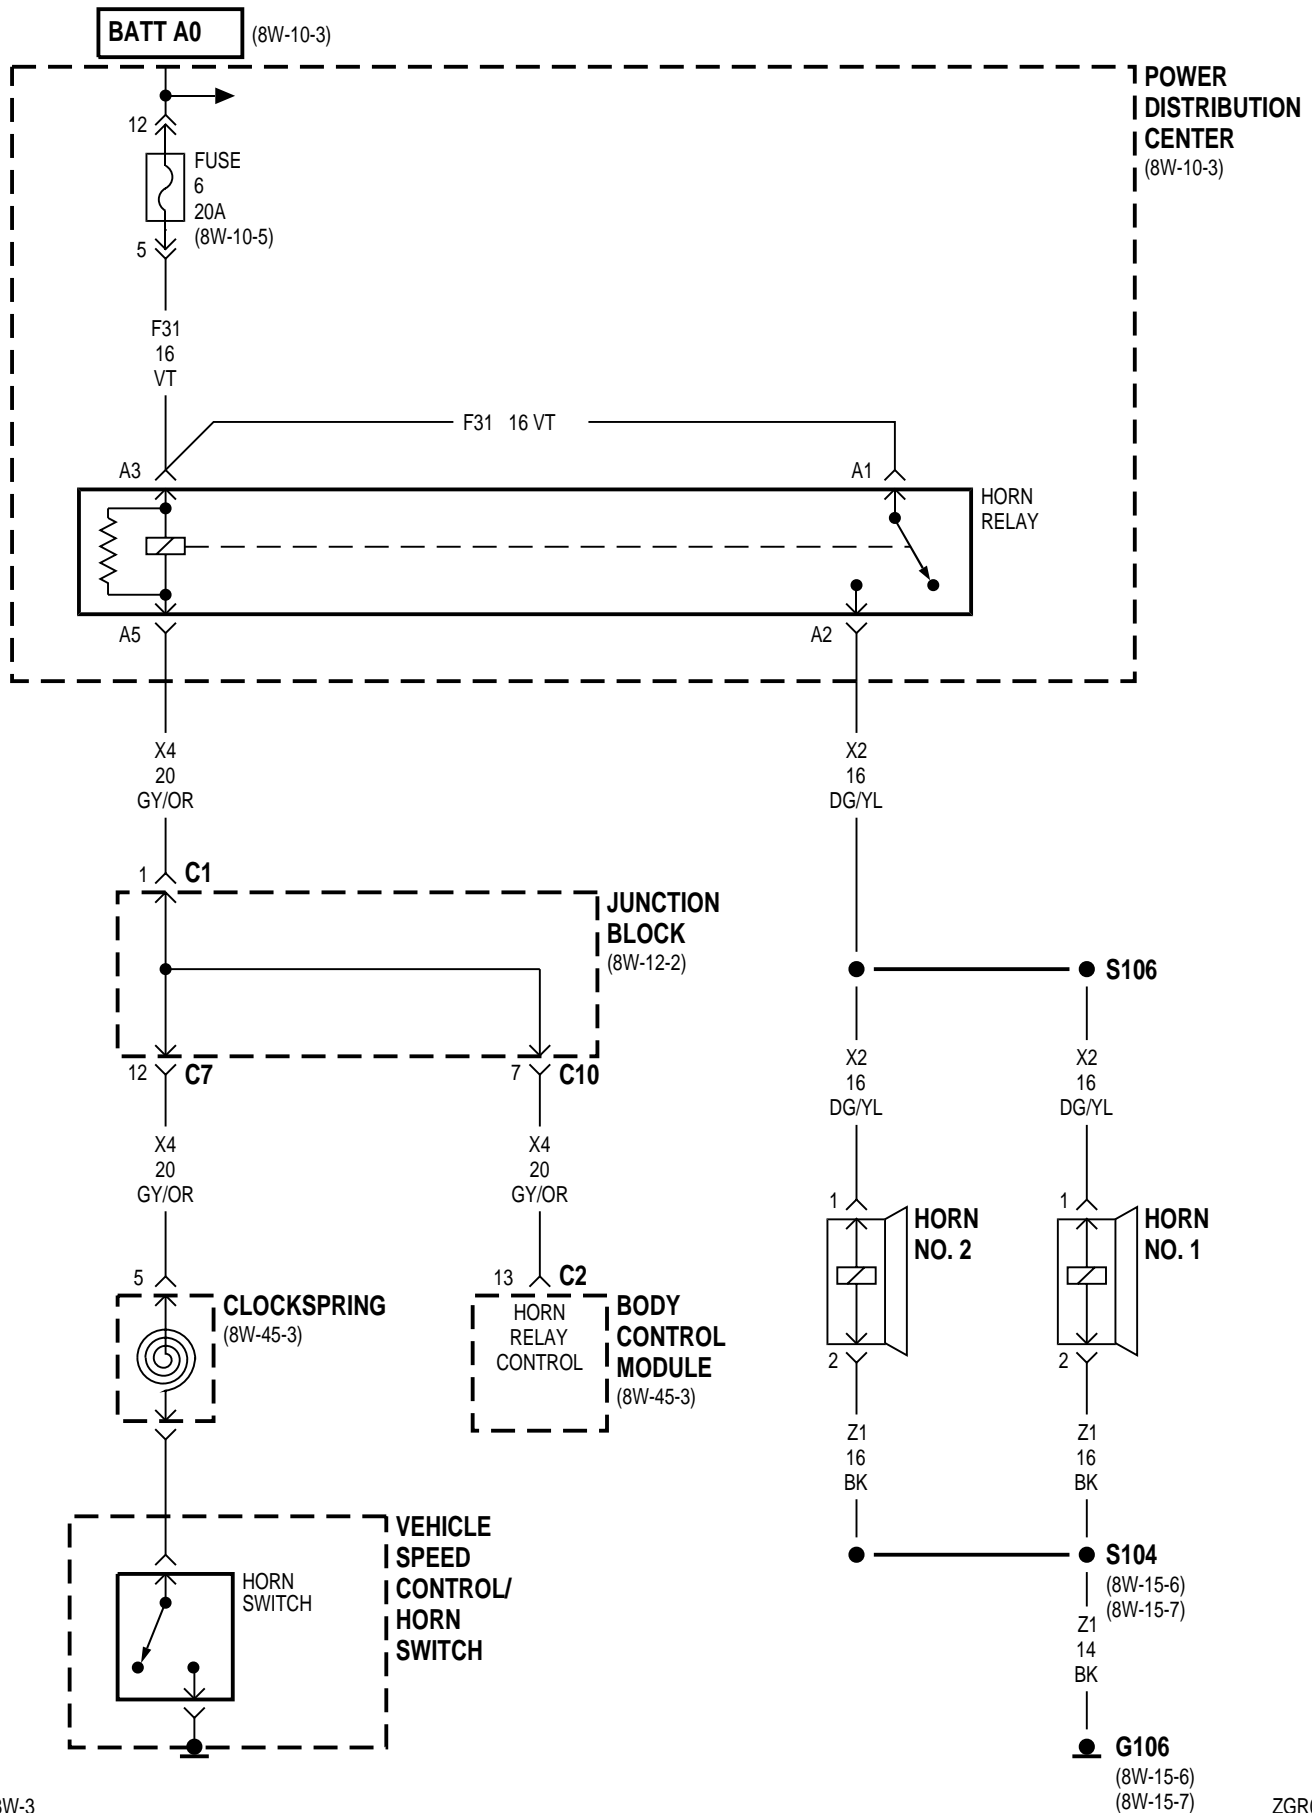 BATT A0
(8W-10-3)
POWER
DISTRIBUTION
CENTER
(8W-10-3)
12
FUSE
6
20A
(8W-10-5)
5
F31
16
VT
F31 16 VT
A3
A1
HORN
RELAY
A5
A2
X4
20
GY/OR
X2
16
DG/YL
1
C1
JUNCTION
BLOCK
(8W-12-2)
S106
12
C7
7
C10
X2
16
DG/YL
X2
16
DG/YL
X4
20
GY/OR
X4
20
GY/OR
1
HORN
NO. 2
1
HORN
NO. 1
5
CLOCKSPRING
(8W-45-3)
13
C2
HORN
RELAY
CONTROL
BODY
CONTROL
MODULE
(8W-45-3)
2
2
Z1
16
BK
Z1
16
BK
VEHICLE
SPEED
CONTROL/
HORN
SWITCH
HORN
SWITCH
S104
(8W-15-6)
(8W-15-7)
Z1
14
BK
G106
(8W-15-6)
(8W-15-7)